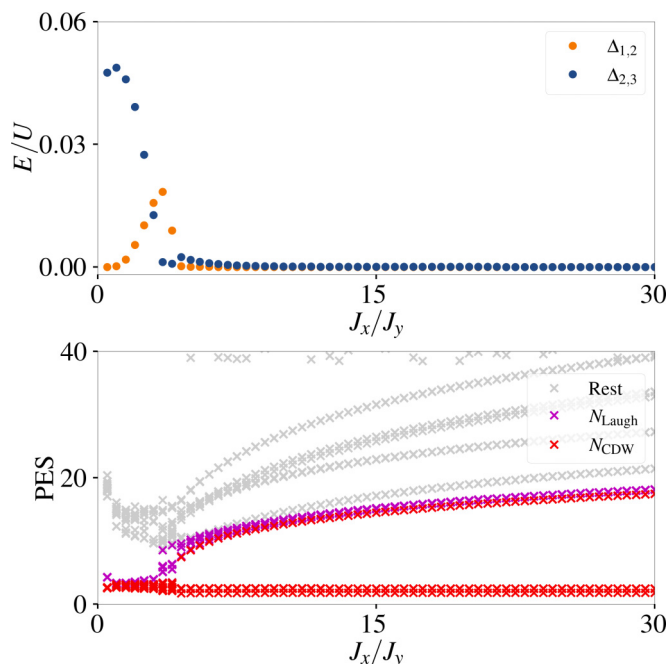 0.06
Δ1,2
Δ2,3
E/U
0.03
0.00
0
15
30
Jx/Jy
40
Rest
NLaugh
NCDW
PES
20
0
0
15
30
Jx/Jy